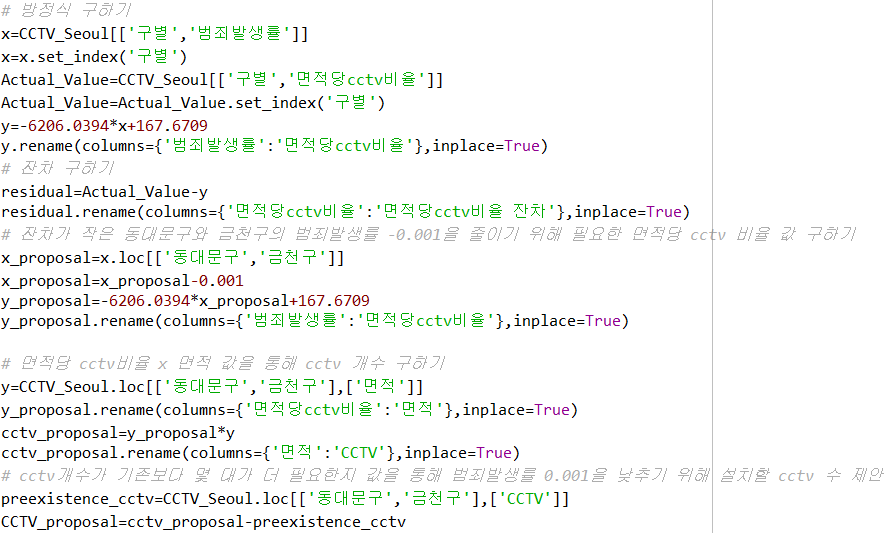 # 방정식 구하기
x=CCTV_Seoul[['구별','범죄발생률']]
x=x.set_index('구별')
Actual_Value=CCTV_Seoul[['구별','면적당cctv비율']]
Actual_Value=Actual_Value.set_index('구별')
y=-6206.0394*x+167.6709
y.rename(columns={'범죄발생률':'면적당cctv비율'},inplace=True)
# 잔차 구하기
residual=Actual_Value-y
residual.rename(columns={'면적당cctv비율':'면적당cctv비율 잔차'},inplace=True)
# 잔차가 작은 동대문구와 금천구의 범죄발생률 -0.001을 줄이기 위해 필요한 면적당 cctv 비율 값 구하기
x_proposal=x.loc[['동대문구','금천구']]
x_proposal=x_proposal-0.001
y_proposal=-6206.0394*x_proposal+167.6709
y_proposal.rename(columns={'범죄발생률':'면적당cctv비율'},inplace=True)
# 면적당 cctv비율 x 면적 값을 통해 cctv 개수 구하기
y=CCTV_Seoul.loc[['동대문구','금천구'],['면적']]
y_proposal.rename(columns={'면적당cctv비율':'면적'},inplace=True)
cctv_proposal=y_proposal*y
cctv_proposal.rename(columns={'면적':'CCTV'},inplace=True)
# cctv개수가 기존보다 몇 대가 더 필요한지 값을 통해 범죄발생률 0.001을 낮추기 위해 설치할 cctv 수 제안
preexistence_cctv=CCTV_Seoul.loc[['동대문구','금천구'],['CCTV']]
CCTV_proposal=cctv_proposal-preexistence_cctv